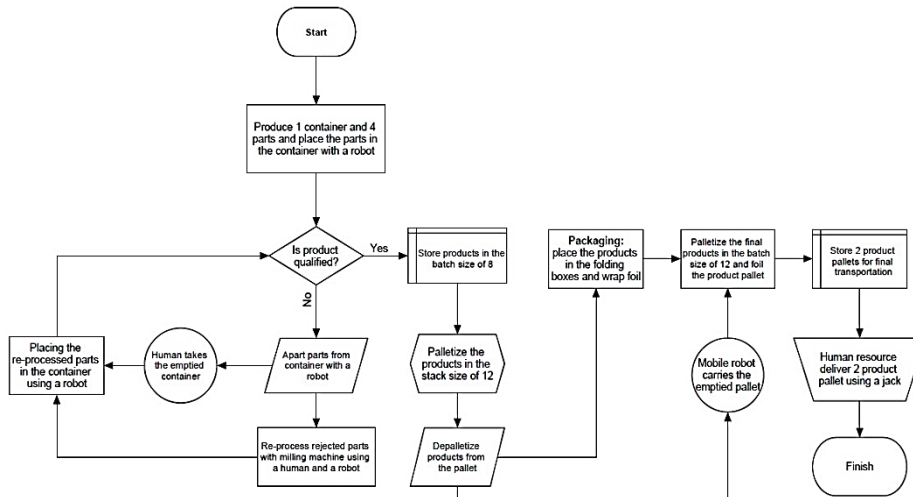 Start
Produce 1 container and 4
parts and place the parts in
the container with a robot
Is product
qualified?
Yes
No
Store products in the
batch size of 8
Packaging:
place the products
in the folding
boxes and wrap foil
Palletize the final
products in the batch
size of 12 and foil
the product pallet
Store 2 product
pallets for final
transportation
Placing the
re-processed parts
in the container
using a robot
Human takes
the emptied
container
Apart parts from
container with a
robot
Palletize the
products in the
stack size of 12
Mobile robot
carries the
emptied pallet
Human resource
deliver 2 product
pallet using a jack
Re-process rejected parts
with milling machine using
a human and a robot
Depalletize
products from
the pallet
Finish